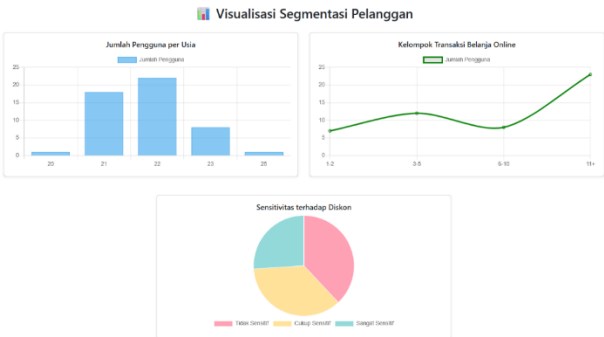 Visualisasi Segmentasi Pelanggan
Jumlah Pengguna per Usia
Jumlah Pengguna
25
20
15
10
5
0
20 21 22 23 25
Kelompok Transaksi Belanja Online
Jumlah Pengguna
25
20
15
10
5
0
1-2 3-5 6-10 11+
Sensitivitas terhadap Diskon
Tidak Sensitif Cukup Sensitif Sangat Sensitif